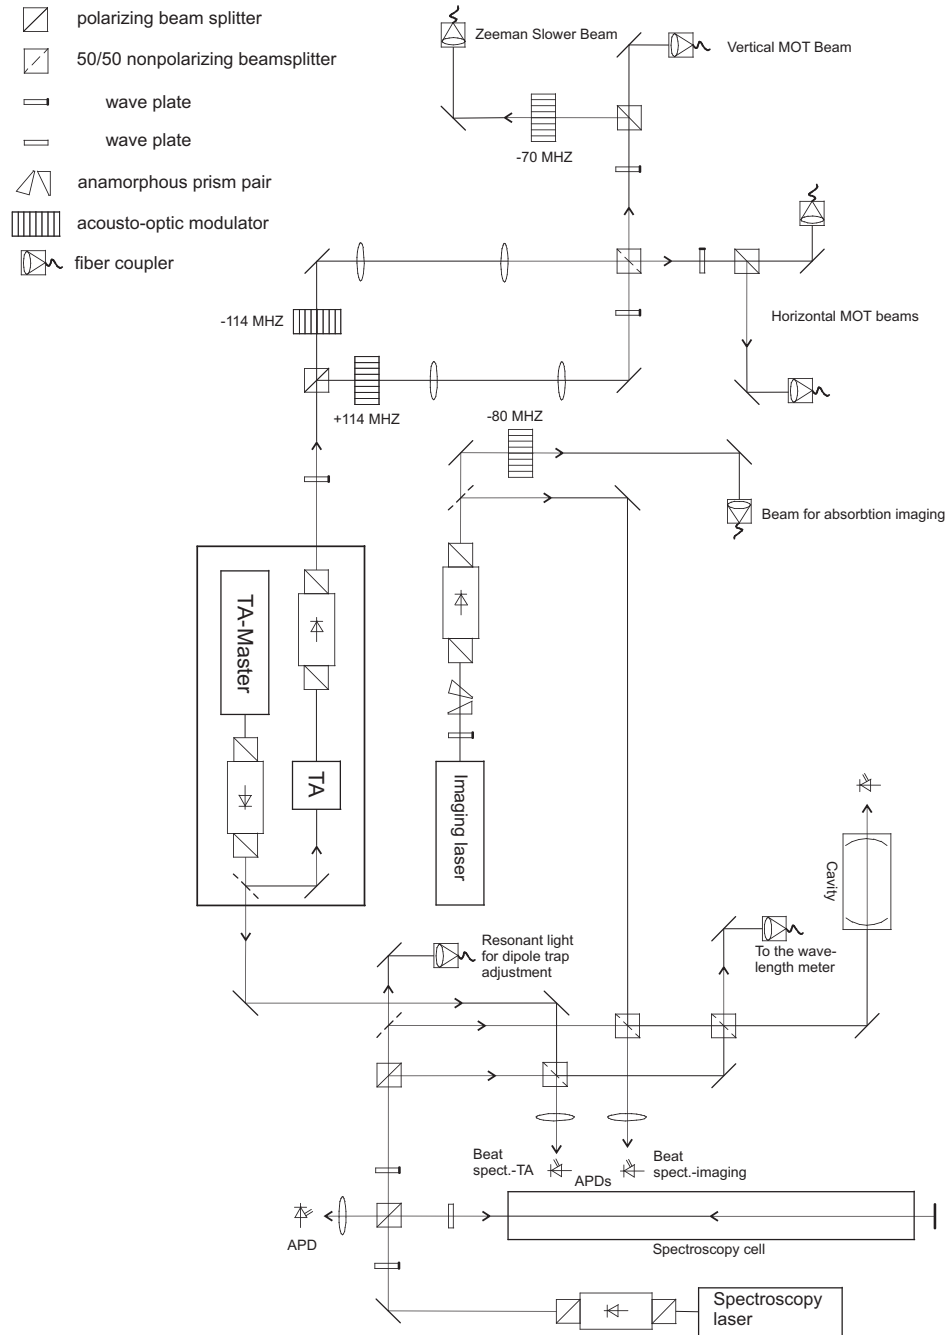 polarizing beam splitter
50/50 nonpolarizing beamsplitter
wave plate
wave plate
anamorphous prism pair
acousto-optic modulator
fiber coupler
Zeeman Slower Beam
Vertical MOT Beam
-70 MHZ
-114 MHZ
Horizontal MOT beams
+114 MHZ
-80 MHZ
Beam for absorbtion imaging
TA-Master
TA
Imaging laser
Cavity
Resonant light
for dipole trap
adjustment
To the wave-
length meter
Beat
spect.-TA
APDs
Beat
spect.-imaging
APD
Spectroscopy cell
Spectroscopy
laser